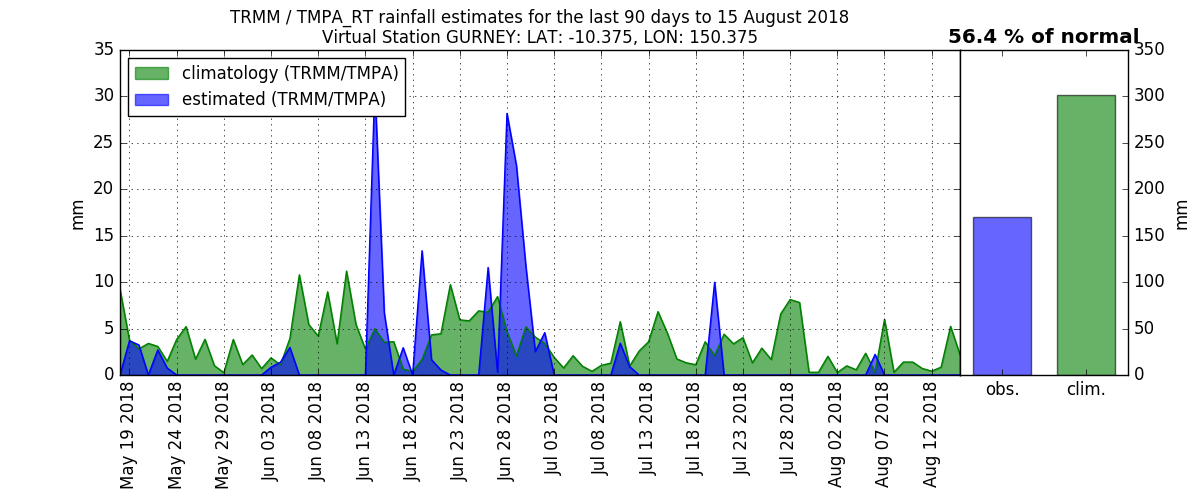 TRMM / TMPA_RT rainfall estimates for the last 90 days to 15 August 2018
Virtual Station GURNEY: LAT: -10.375, LON: 150.375
56.4 % of normal
climatology (TRMM/TMPA)
estimated (TRMM/TMPA)
mm
35
30
25
20
15
10
5
0
May 19 2018
May 24 2018
May 29 2018
Jun 03 2018
Jun 08 2018
Jun 13 2018
Jun 18 2018
Jun 23 2018
Jun 28 2018
Jul 03 2018
Jul 08 2018
Jul 13 2018
Jul 18 2018
Jul 23 2018
Jul 28 2018
Aug 02 2018
Aug 07 2018
Aug 12 2018
obs.
clim.
350
300
250
200
150
100
50
0
mm